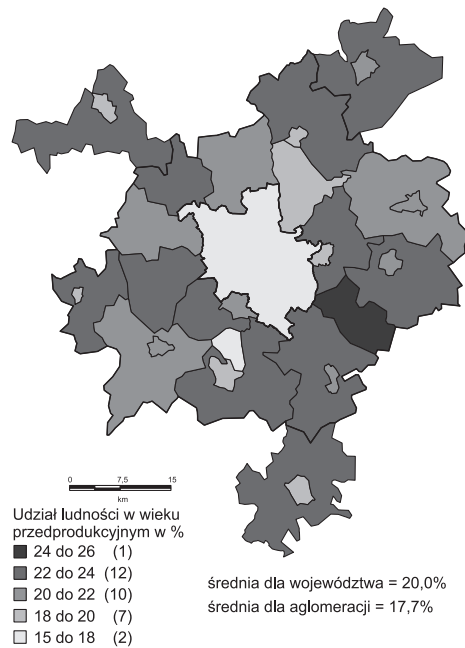 0 7,5 15
km
Udział ludności w wieku
przedprodukcyjnym w %
24 do 26 (1)
22 do 24 (12)
20 do 22 (10)
18 do 20 (7)
15 do 18 (2)
średnia dla województwa = 20,0%
średnia dla aglomeracji = 17,7%